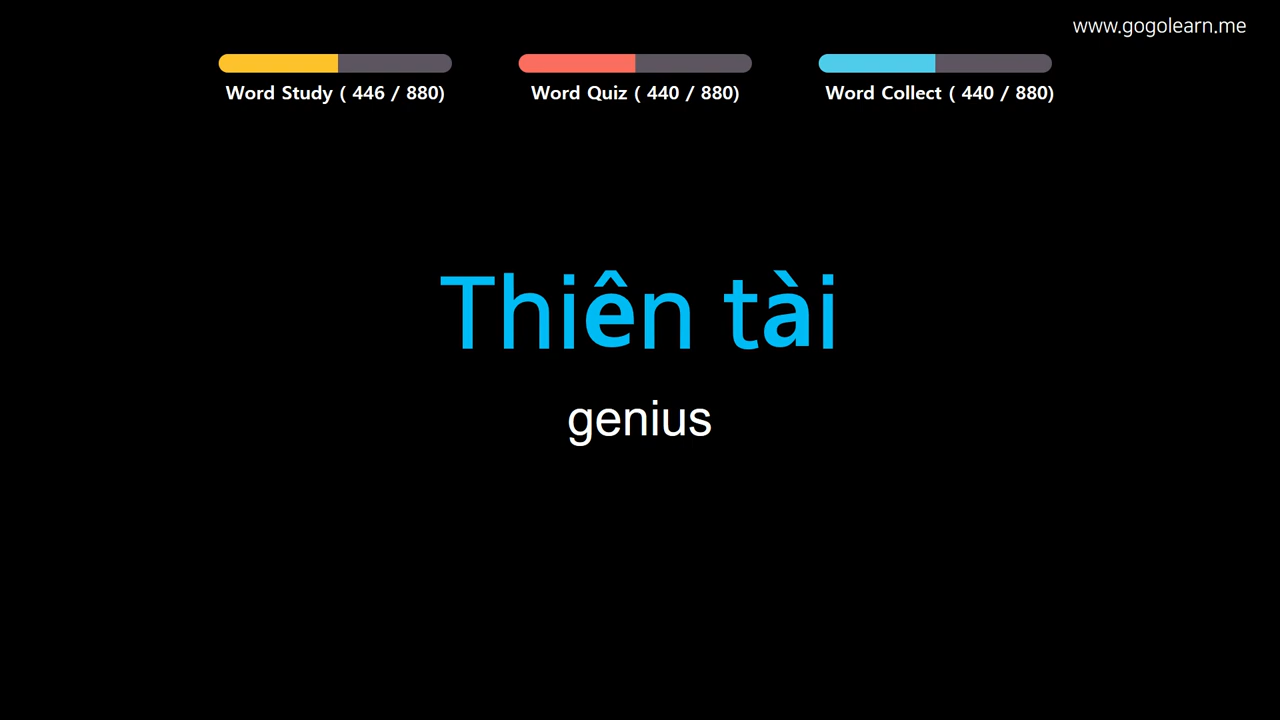 www.gogolearn.me
Word Study ( 446 / 880)
Word Quiz ( 440 / 880)
Word Collect ( 440 / 880)
Thiên tài
genius